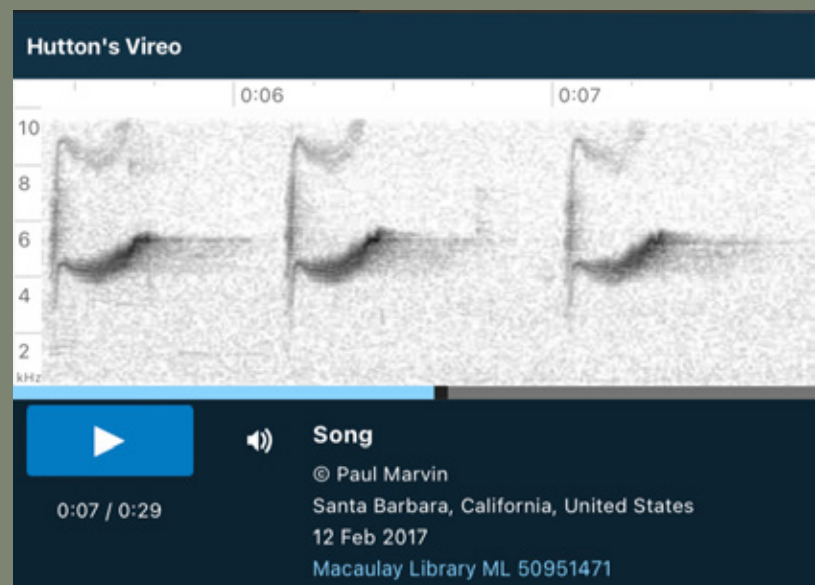 Hutton's Vireo
0:06 0:07
10
8
6
4
2
kHz
Song
© Paul Marvin
0:07 / 0:29
Santa Barbara, California, United States
12 Feb 2017
Macaulay Library ML 50951471